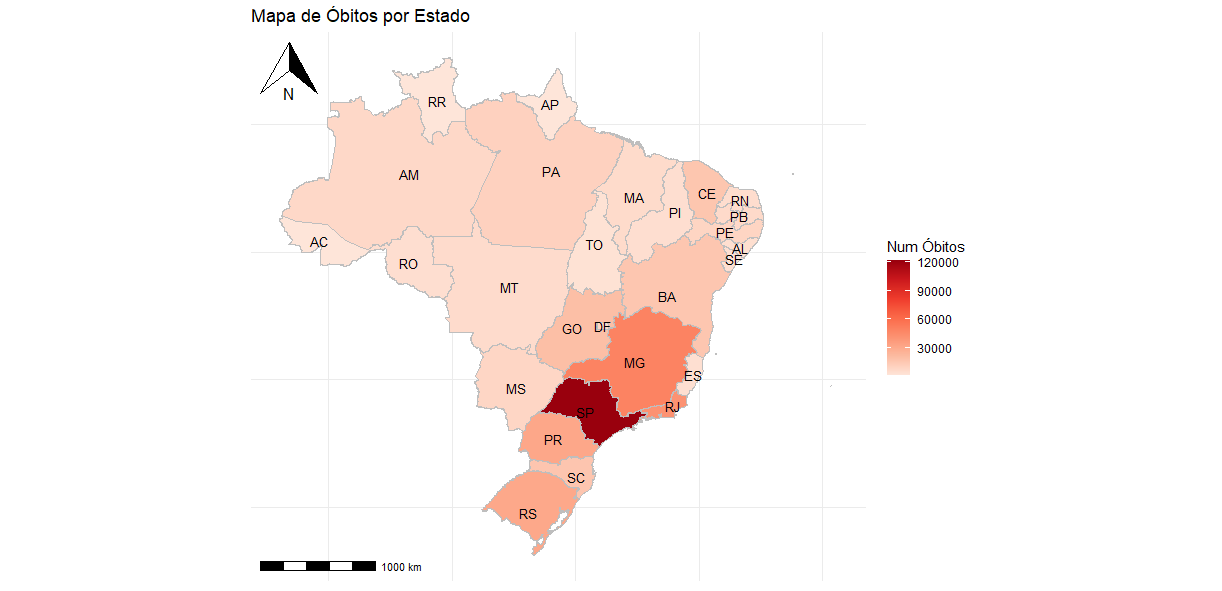 Mapa de Óbitos por Estado
N
RR
AP
AM
PA
MA
CE
RN
PI
PB
PE
AC
TO
AL
RO
SE
MT
BA
GO
DF
MG
ES
MS
RJ
SP
PR
SC
RS
Num Óbitos
120000
90000
60000
30000
1000 km